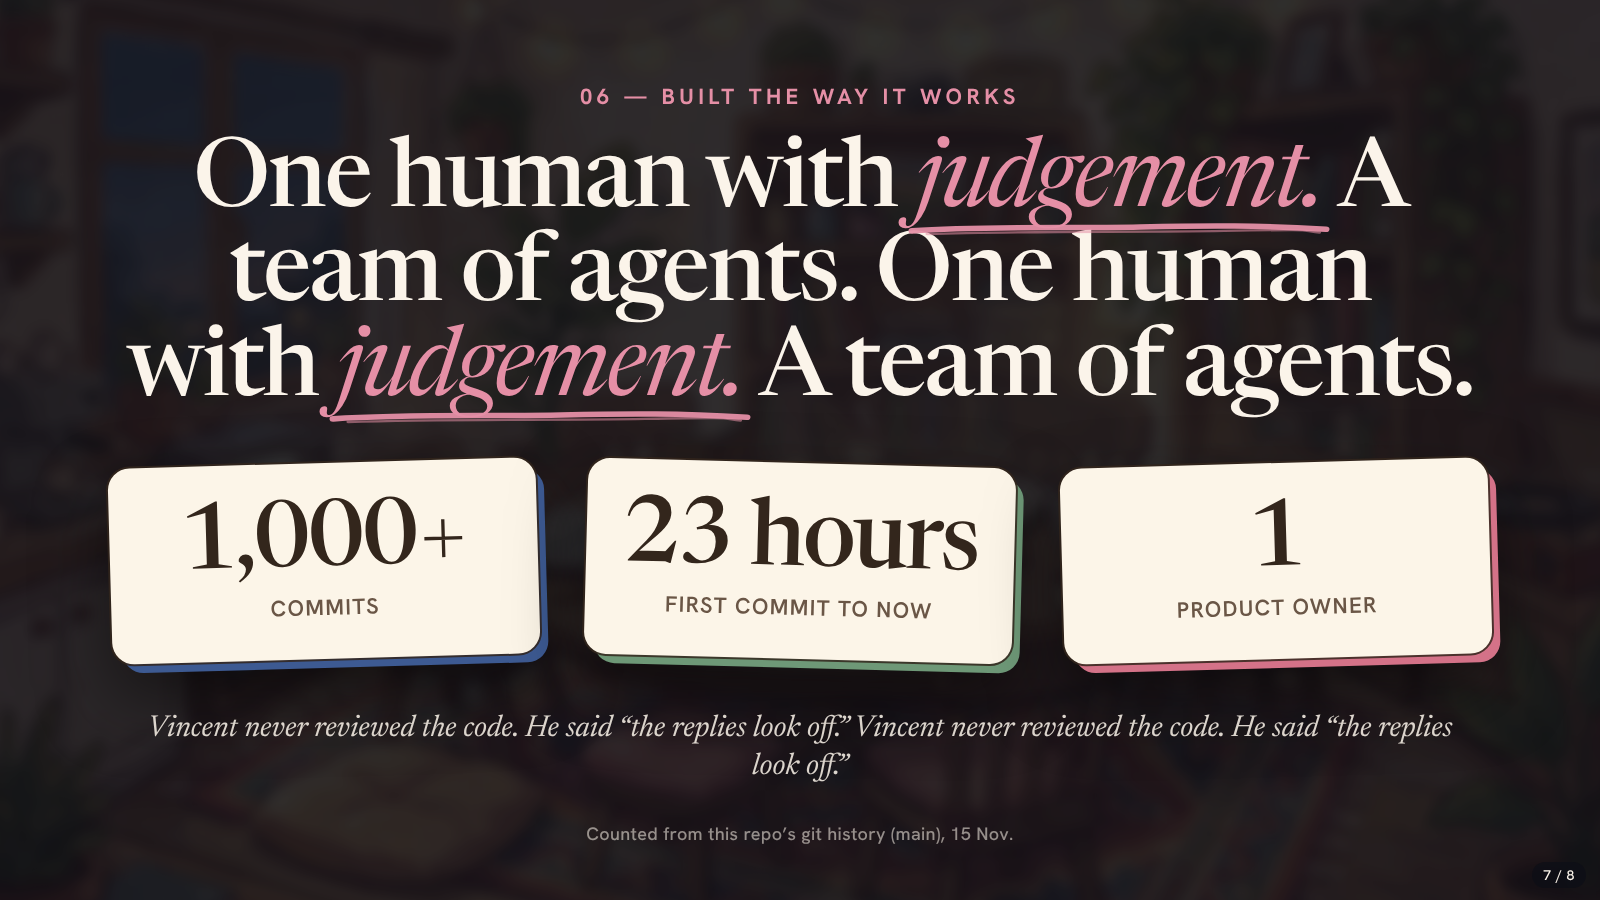 06 — BUILT THE WAY IT WORKS
One human with judgement. A
team of agents. One human
with judgement. A team of agents.
1,000+
COMMITS
23 hours
FIRST COMMIT TO NOW
1
PRODUCT OWNER
Vincent never reviewed the code. He said “the replies look off.” Vincent never reviewed the code. He said “the replies
look off.”
Counted from this repo’s git history (main), 15 Nov.
7 / 8